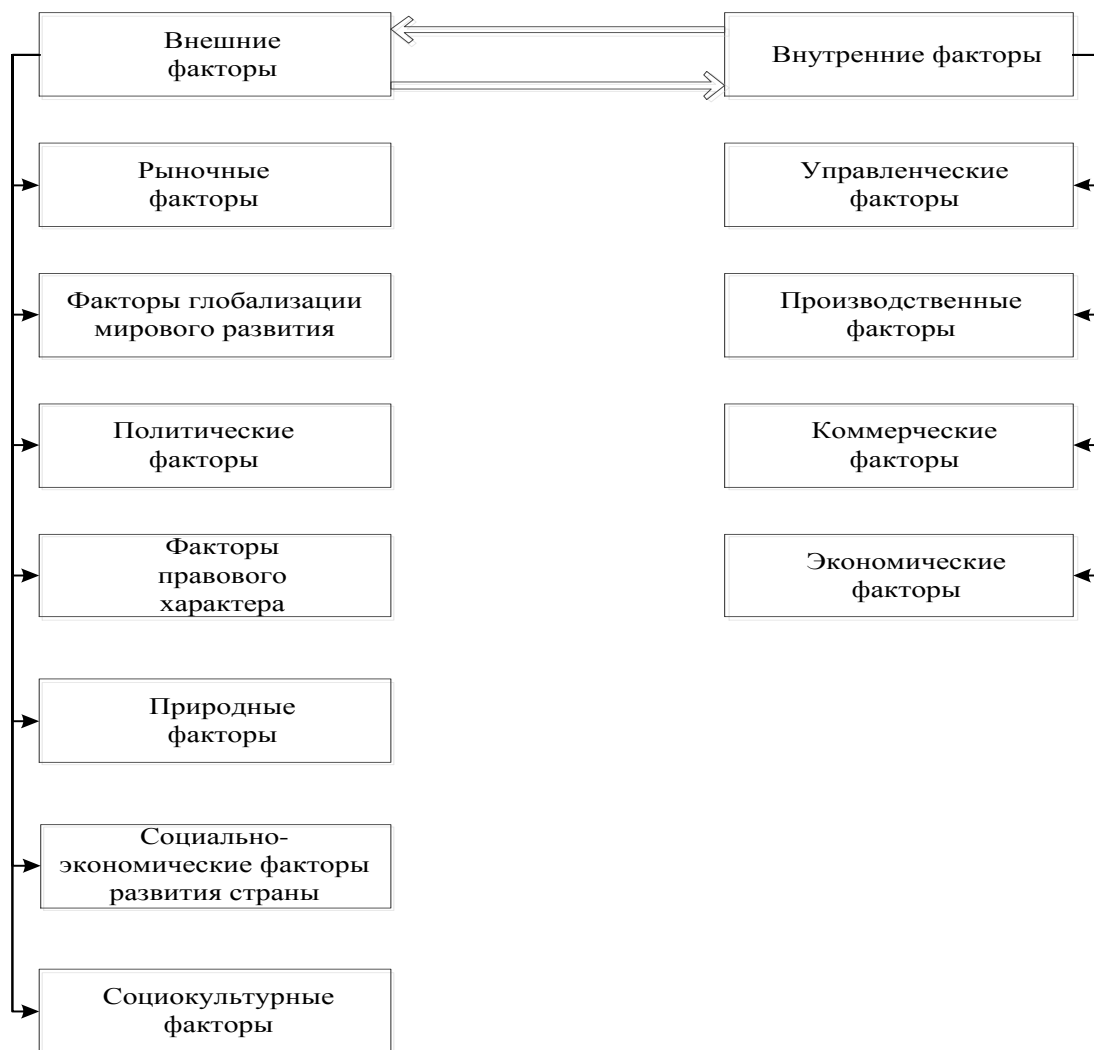 Внешние
факторы
Внутренние факторы
Рыночные
факторы
Управленческие
факторы
Факторы глобализации
мирового развития
Производственные
факторы
Политические
факторы
Коммерческие
факторы
Факторы
правового
характера
Экономические
факторы
Природные
факторы
Социально-
экономические факторы
развития страны
Социокультурные
факторы